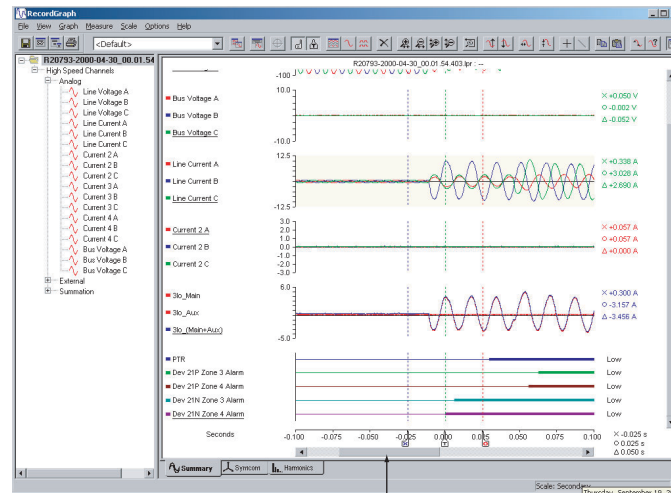 RecordGraph
File View Graph Measure Scale Options Help
<Default>
R20793-2000-04-30_00.01.54
High Speed Channels
Analog
Line Voltage A
Line Voltage B
Line Voltage C
Line Current A
Line Current B
Line Current C
Current 2 A
Current 2 B
Current 2 C
Current 3 A
Current 3 B
Current 3 C
Current 4 A
Current 4 B
Current 4 C
Bus Voltage A
Bus Voltage B
Bus Voltage C
External
Summation
R20793-2000-04-30_00.01.54.403.lpr : --
-100
10.0
Bus Voltage A
Bus Voltage B
Bus Voltage C
-10.0
X +0.050 V
O -0.002 V
Δ -0.052 V
12.5
Line Current A
Line Current B
Line Current C
-12.5
X +0.338 A
O +3.028 A
Δ +2.690 A
3.0
2.0
1.0
0.0
-1.0
-2.0
-3.0
Current 2 A
Current 2 B
Current 2 C
X +0.057 A
O +0.057 A
Δ +0.000 A
6.0
3Io_Main
3Io_Aux
3Io_(Main+Aux)
-5.0
X +0.300 A
O -3.157 A
Δ -3.456 A
PTR Low
Dev 21P Zone 3 Alarm Low
Dev 21P Zone 4 Alarm Low
Dev 21N Zone 3 Alarm Low
Dev 21N Zone 4 Alarm Low
Seconds
-0.100 -0.075 -0.050 -0.025 0.000 0.025 0.050 0.075 0.100
X -0.025 s
O 0.025 s
Δ 0.050 s
Summary Symcom Harmonics
Scale: Secondary
Thursday, September 19, 2